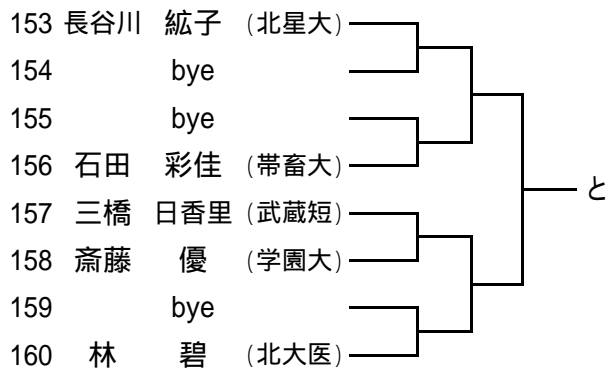 153 長谷川 絋子 (北星大)
154 bye
155 bye
156 石田 彩佳 (帯畜大)
と
157 三橋 日香里 (武蔵短)
158 斎藤 優 (学園大)
159 bye
160 林 碧 (北大医)